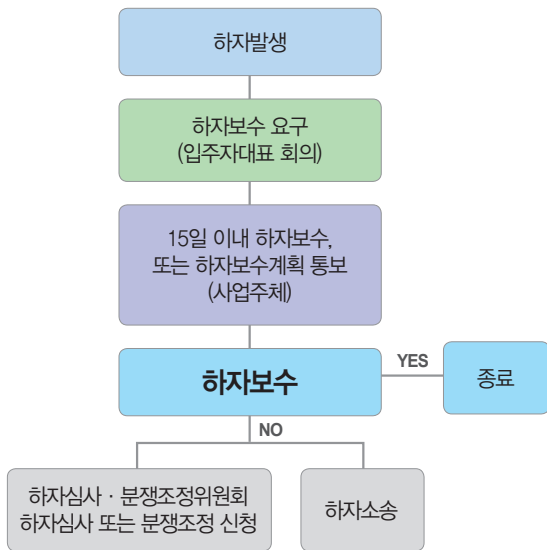 하자발생
하자보수 요구
(입주자대표 회의)
15일 이내 하자보수,
또는 하자보수계획 통보
(사업주체)
하자보수
YES
종료
NO
하자심사 · 분쟁조정위원회
하자심사 또는 분쟁조정 신청
하자소송